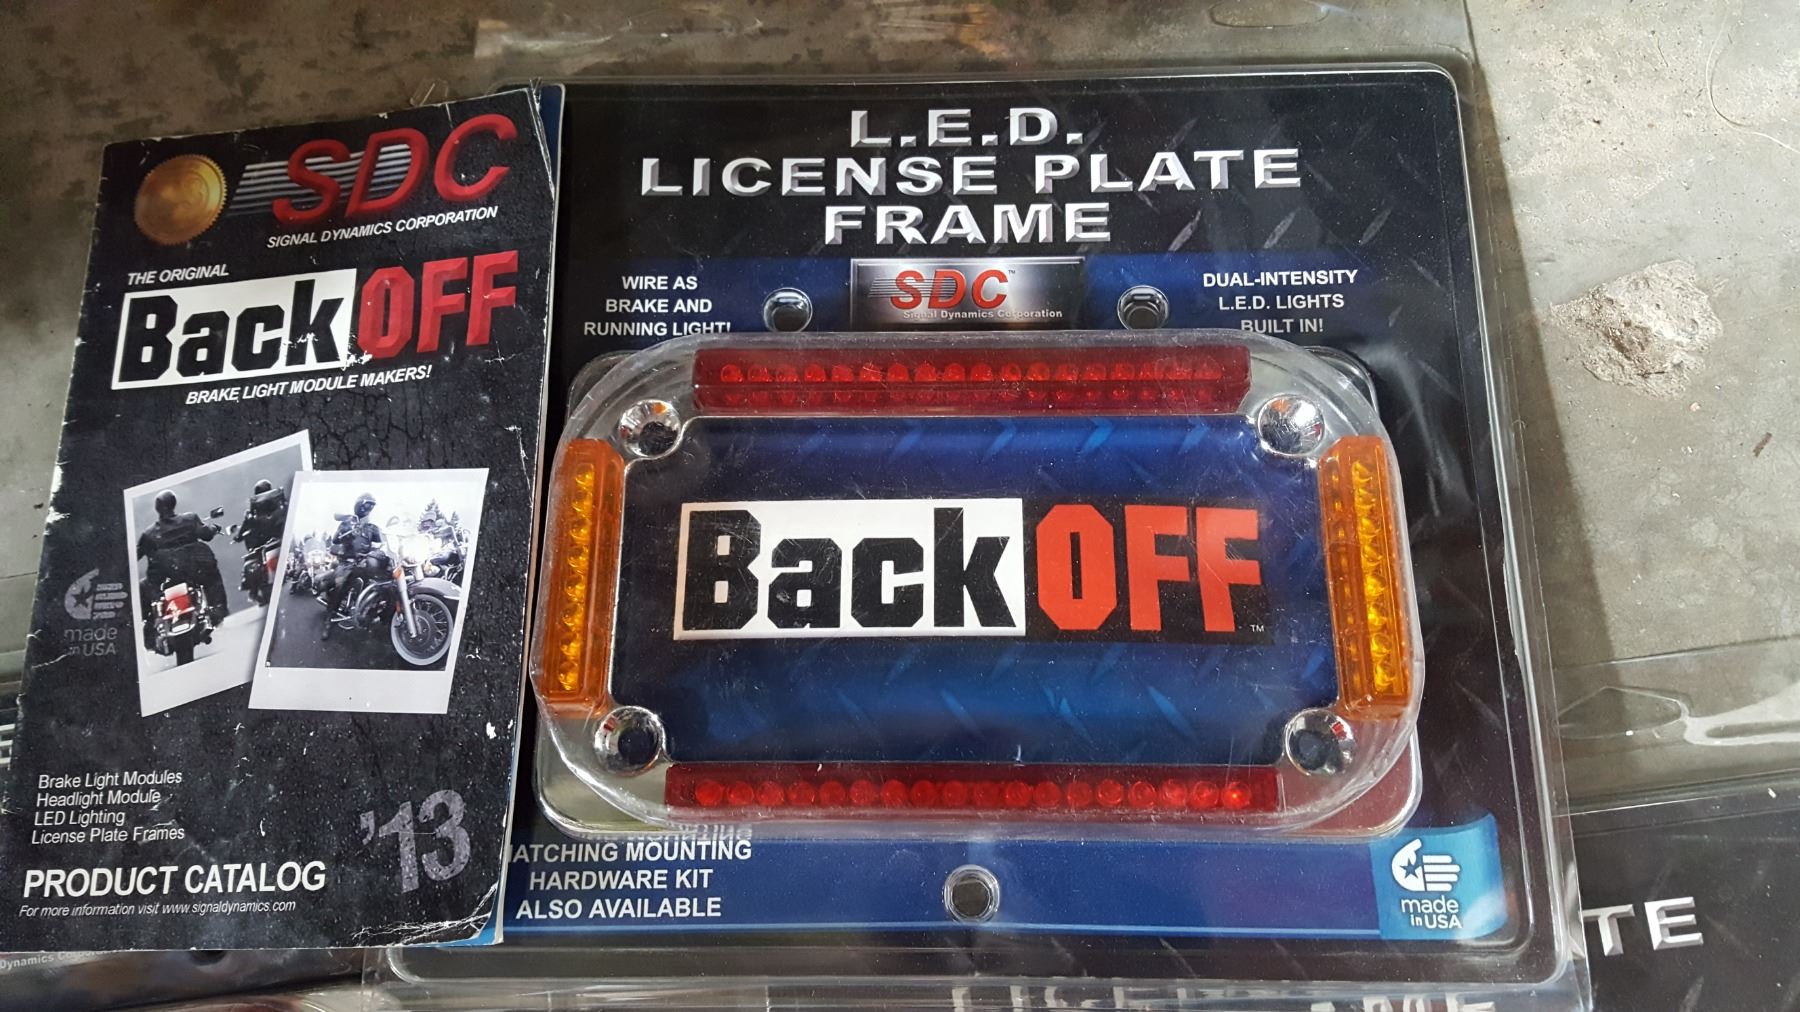 SDC
SIGNAL DYNAMICS CORPORATION
THE ORIGINAL
BackOFF
BRAKE LIGHT MODULE MAKERS!
made
in USA
Brake Light Modules
Headlight Module
LED Lighting
License Plate Frames
'13
PRODUCT CATALOG
For more information visit www.signaldynamics.com
L.E.D.
LICENSE PLATE
FRAME
WIRE AS
BRAKE AND
RUNNING LIGHT!
SDC™
Signal Dynamics Corporation
DUAL-INTENSITY
L.E.D. LIGHTS
BUILT IN!
BackOFF™
ATCHING MOUNTING
HARDWARE KIT
ALSO AVAILABLE
made
in USA
TE
Dynamics